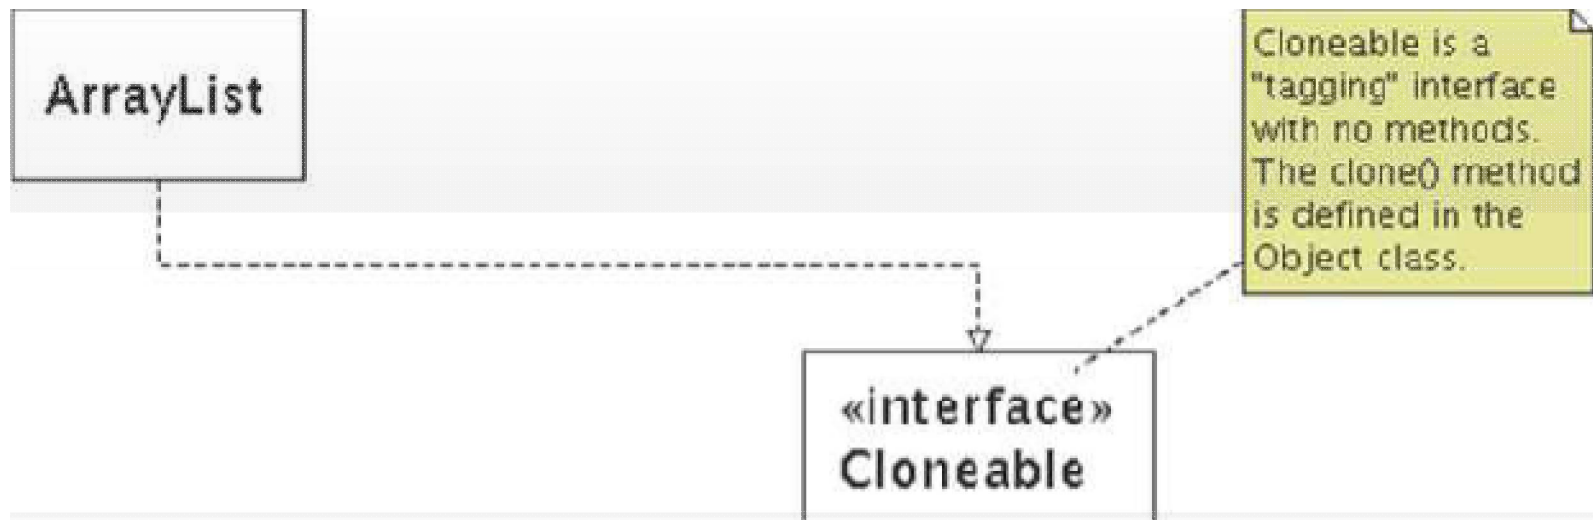 ArrayList
Cloneable is a
"tagging" interface
with no methods.
The clone() method
is defined in the
Object class.
«interface»
Cloneable